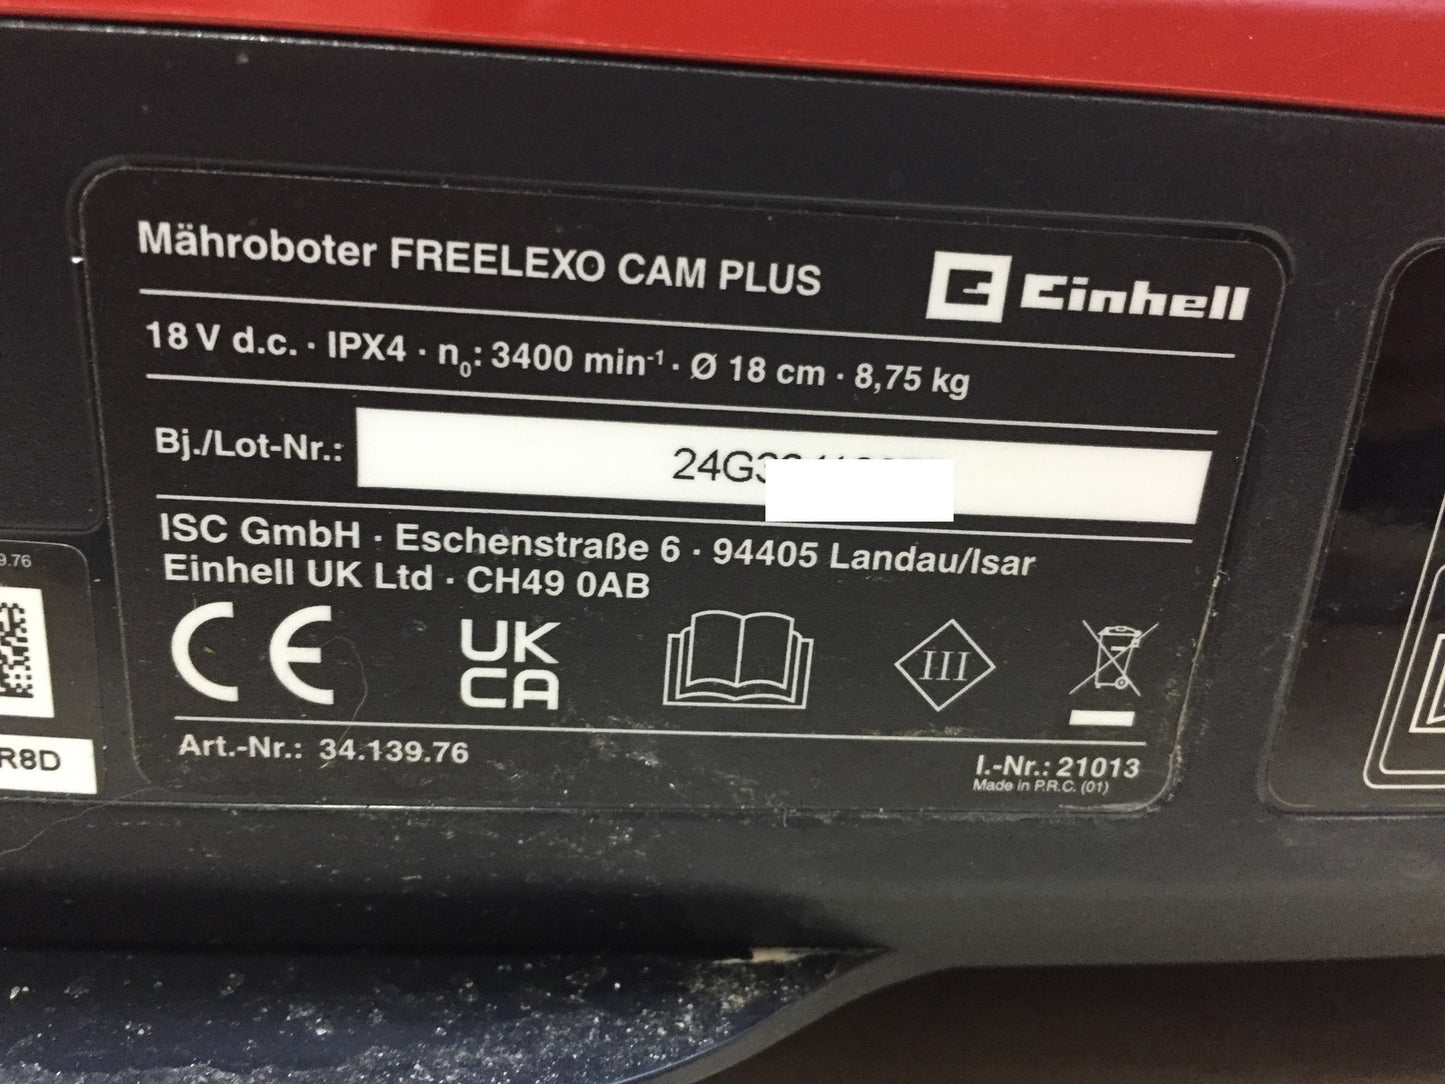 Mähroboter FREELEXO CAM PLUS
Einhell
18 V d.c. · IPX4 · n₀: 3400 min⁻¹ · Ø 18 cm · 8,75 kg
Bj./Lot-Nr.:
ISC GmbH · Eschenstraße 6 · 94405 Landau/Isar
Einhell UK Ltd · CH49 0AB
CE
UK
CA
III
Art.-Nr.: 34.139.76
I.-Nr.: 21013
Made in P.R.C. (01)
9.76
R8D